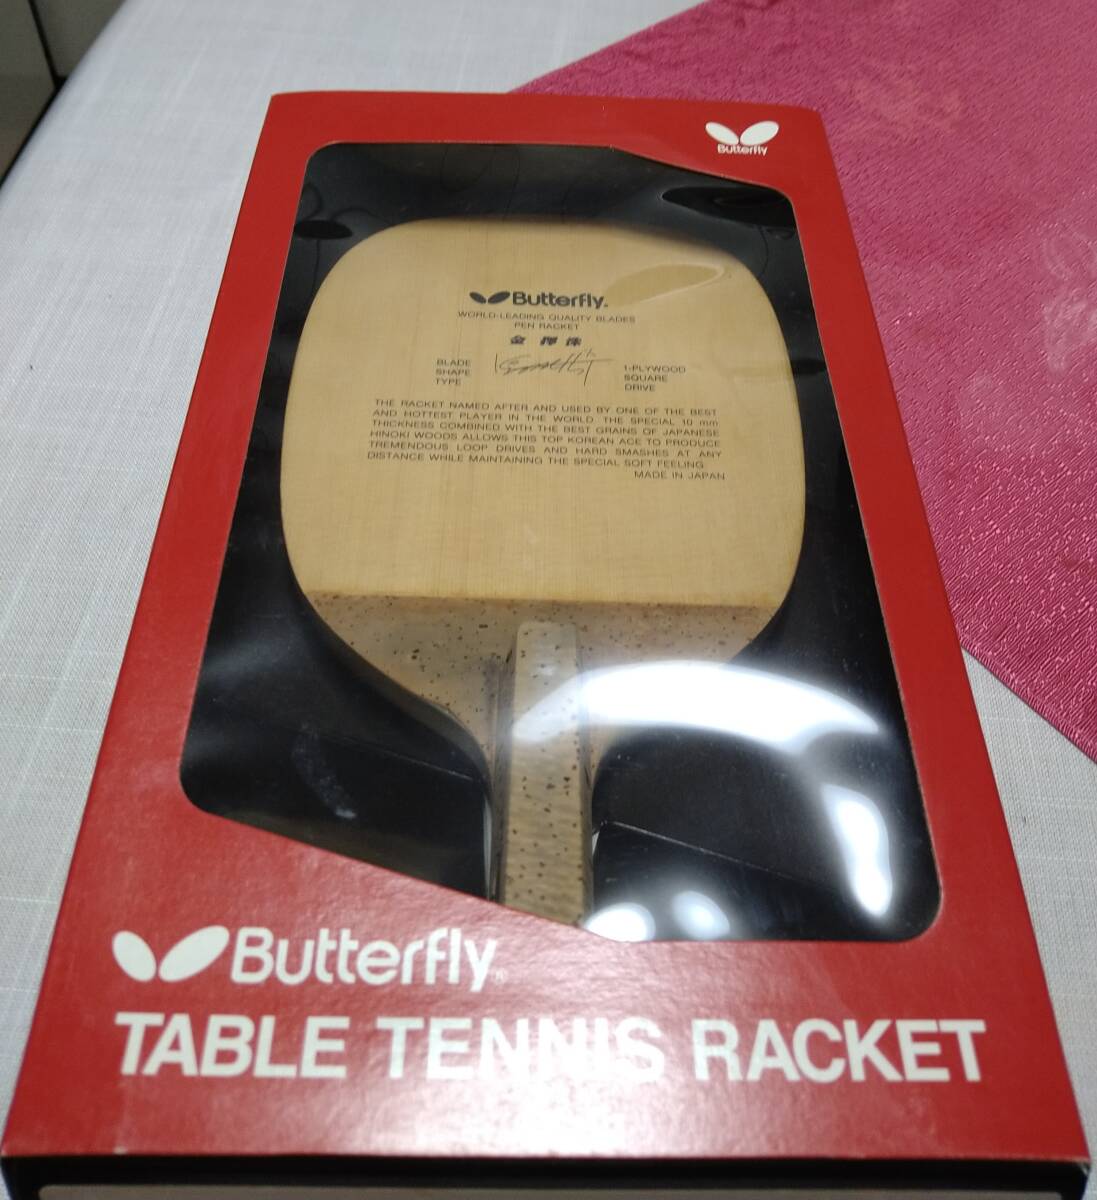 Butterfly
Butterfly.
WORLD-LEADING QUALITY BLADES
PEN RACKET
金 擇 洙
BLADE 1-PLYWOOD
SHAPE SQUARE
TYPE DRIVE
THE RACKET NAMED AFTER AND USED BY ONE OF THE BEST
AND HOTTEST PLAYER IN THE WORLD. THE SPECIAL 10 mm
THICKNESS COMBINED WITH THE BEST GRAINS OF JAPANESE
HINOKI WOODS ALLOWS THIS TOP KOREAN ACE TO PRODUCE
TREMENDOUS LOOP DRIVES AND HARD SMASHES AT ANY
DISTANCE WHILE MAINTAINING THE SPECIAL SOFT FEELING.
MADE IN JAPAN
Butterfly®
TABLE TENNIS RACKET